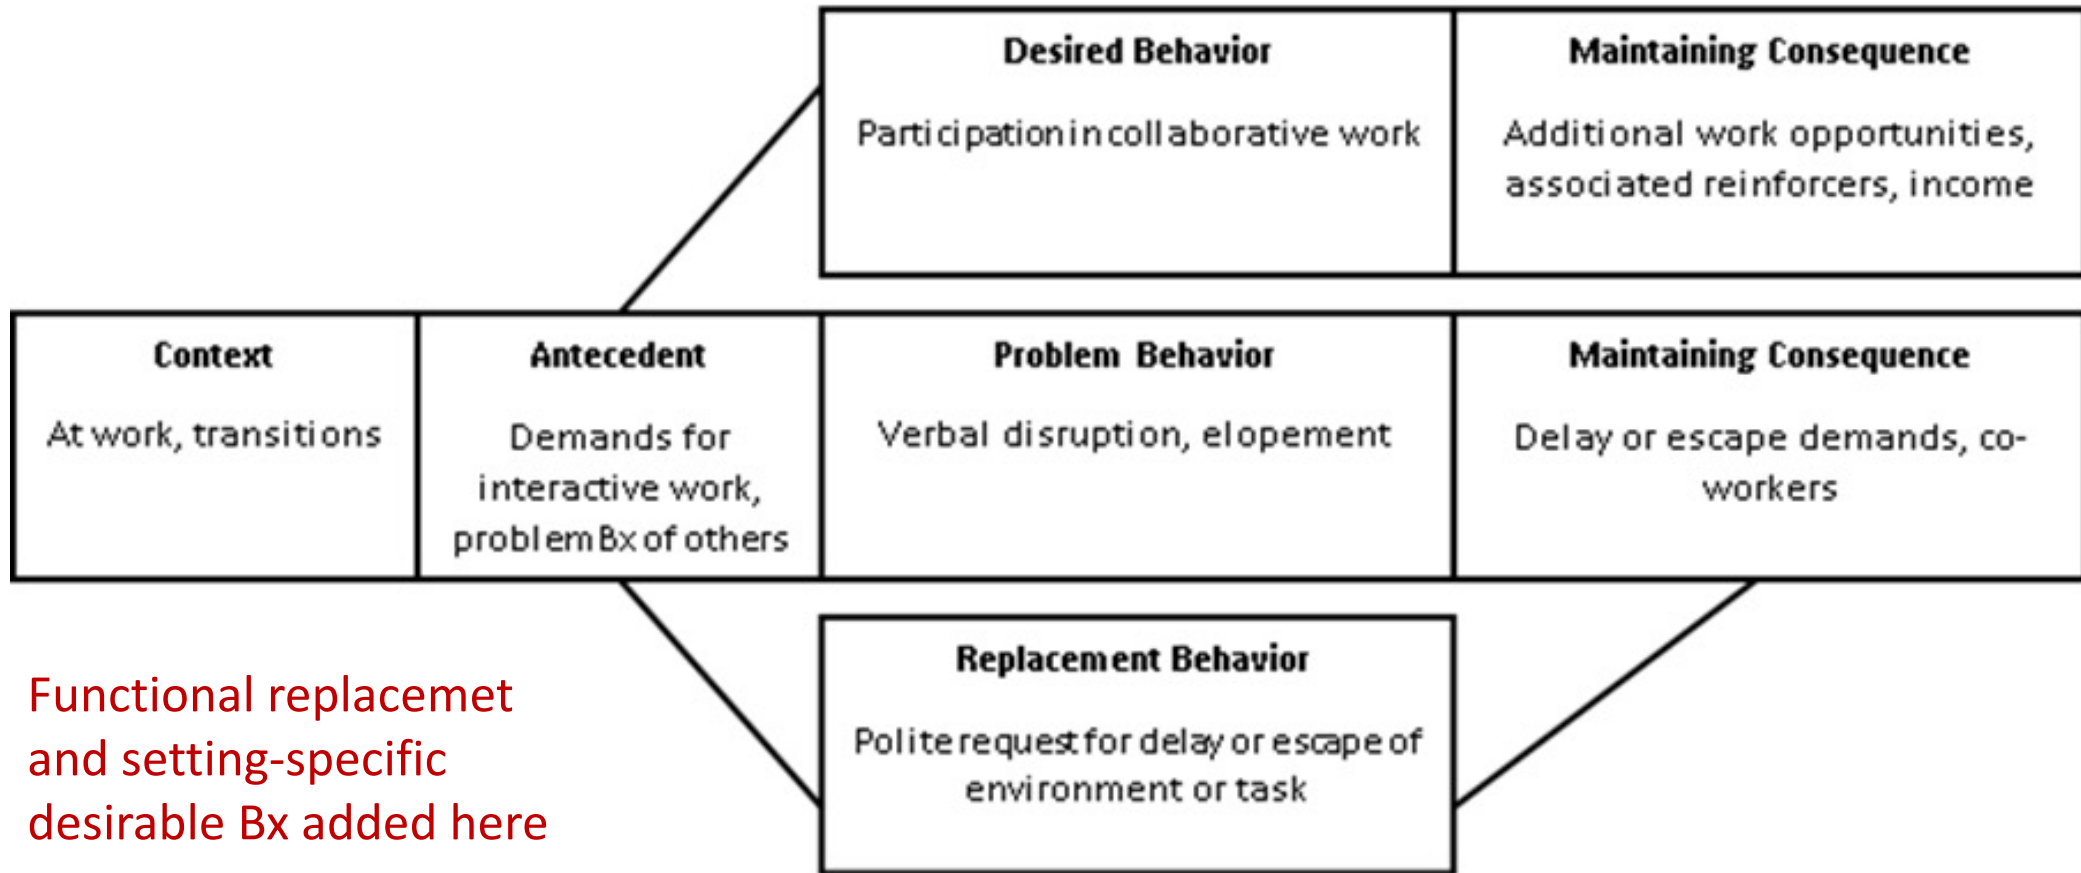 Desired Behavior
Participation in collaborative work
Maintaining Consequence
Additional work opportunities,
associated reinforcers, income
Context
At work, transitions
Antecedent
Demands for
interactive work,
problem Bx of others
Problem Behavior
Verbal disruption, elopement
Maintaining Consequence
Delay or escape demands, co-
workers
Replacement Behavior
Polite request for delay or escape of
environment or task
Functional replacemet
and setting-specific
desirable Bx added here